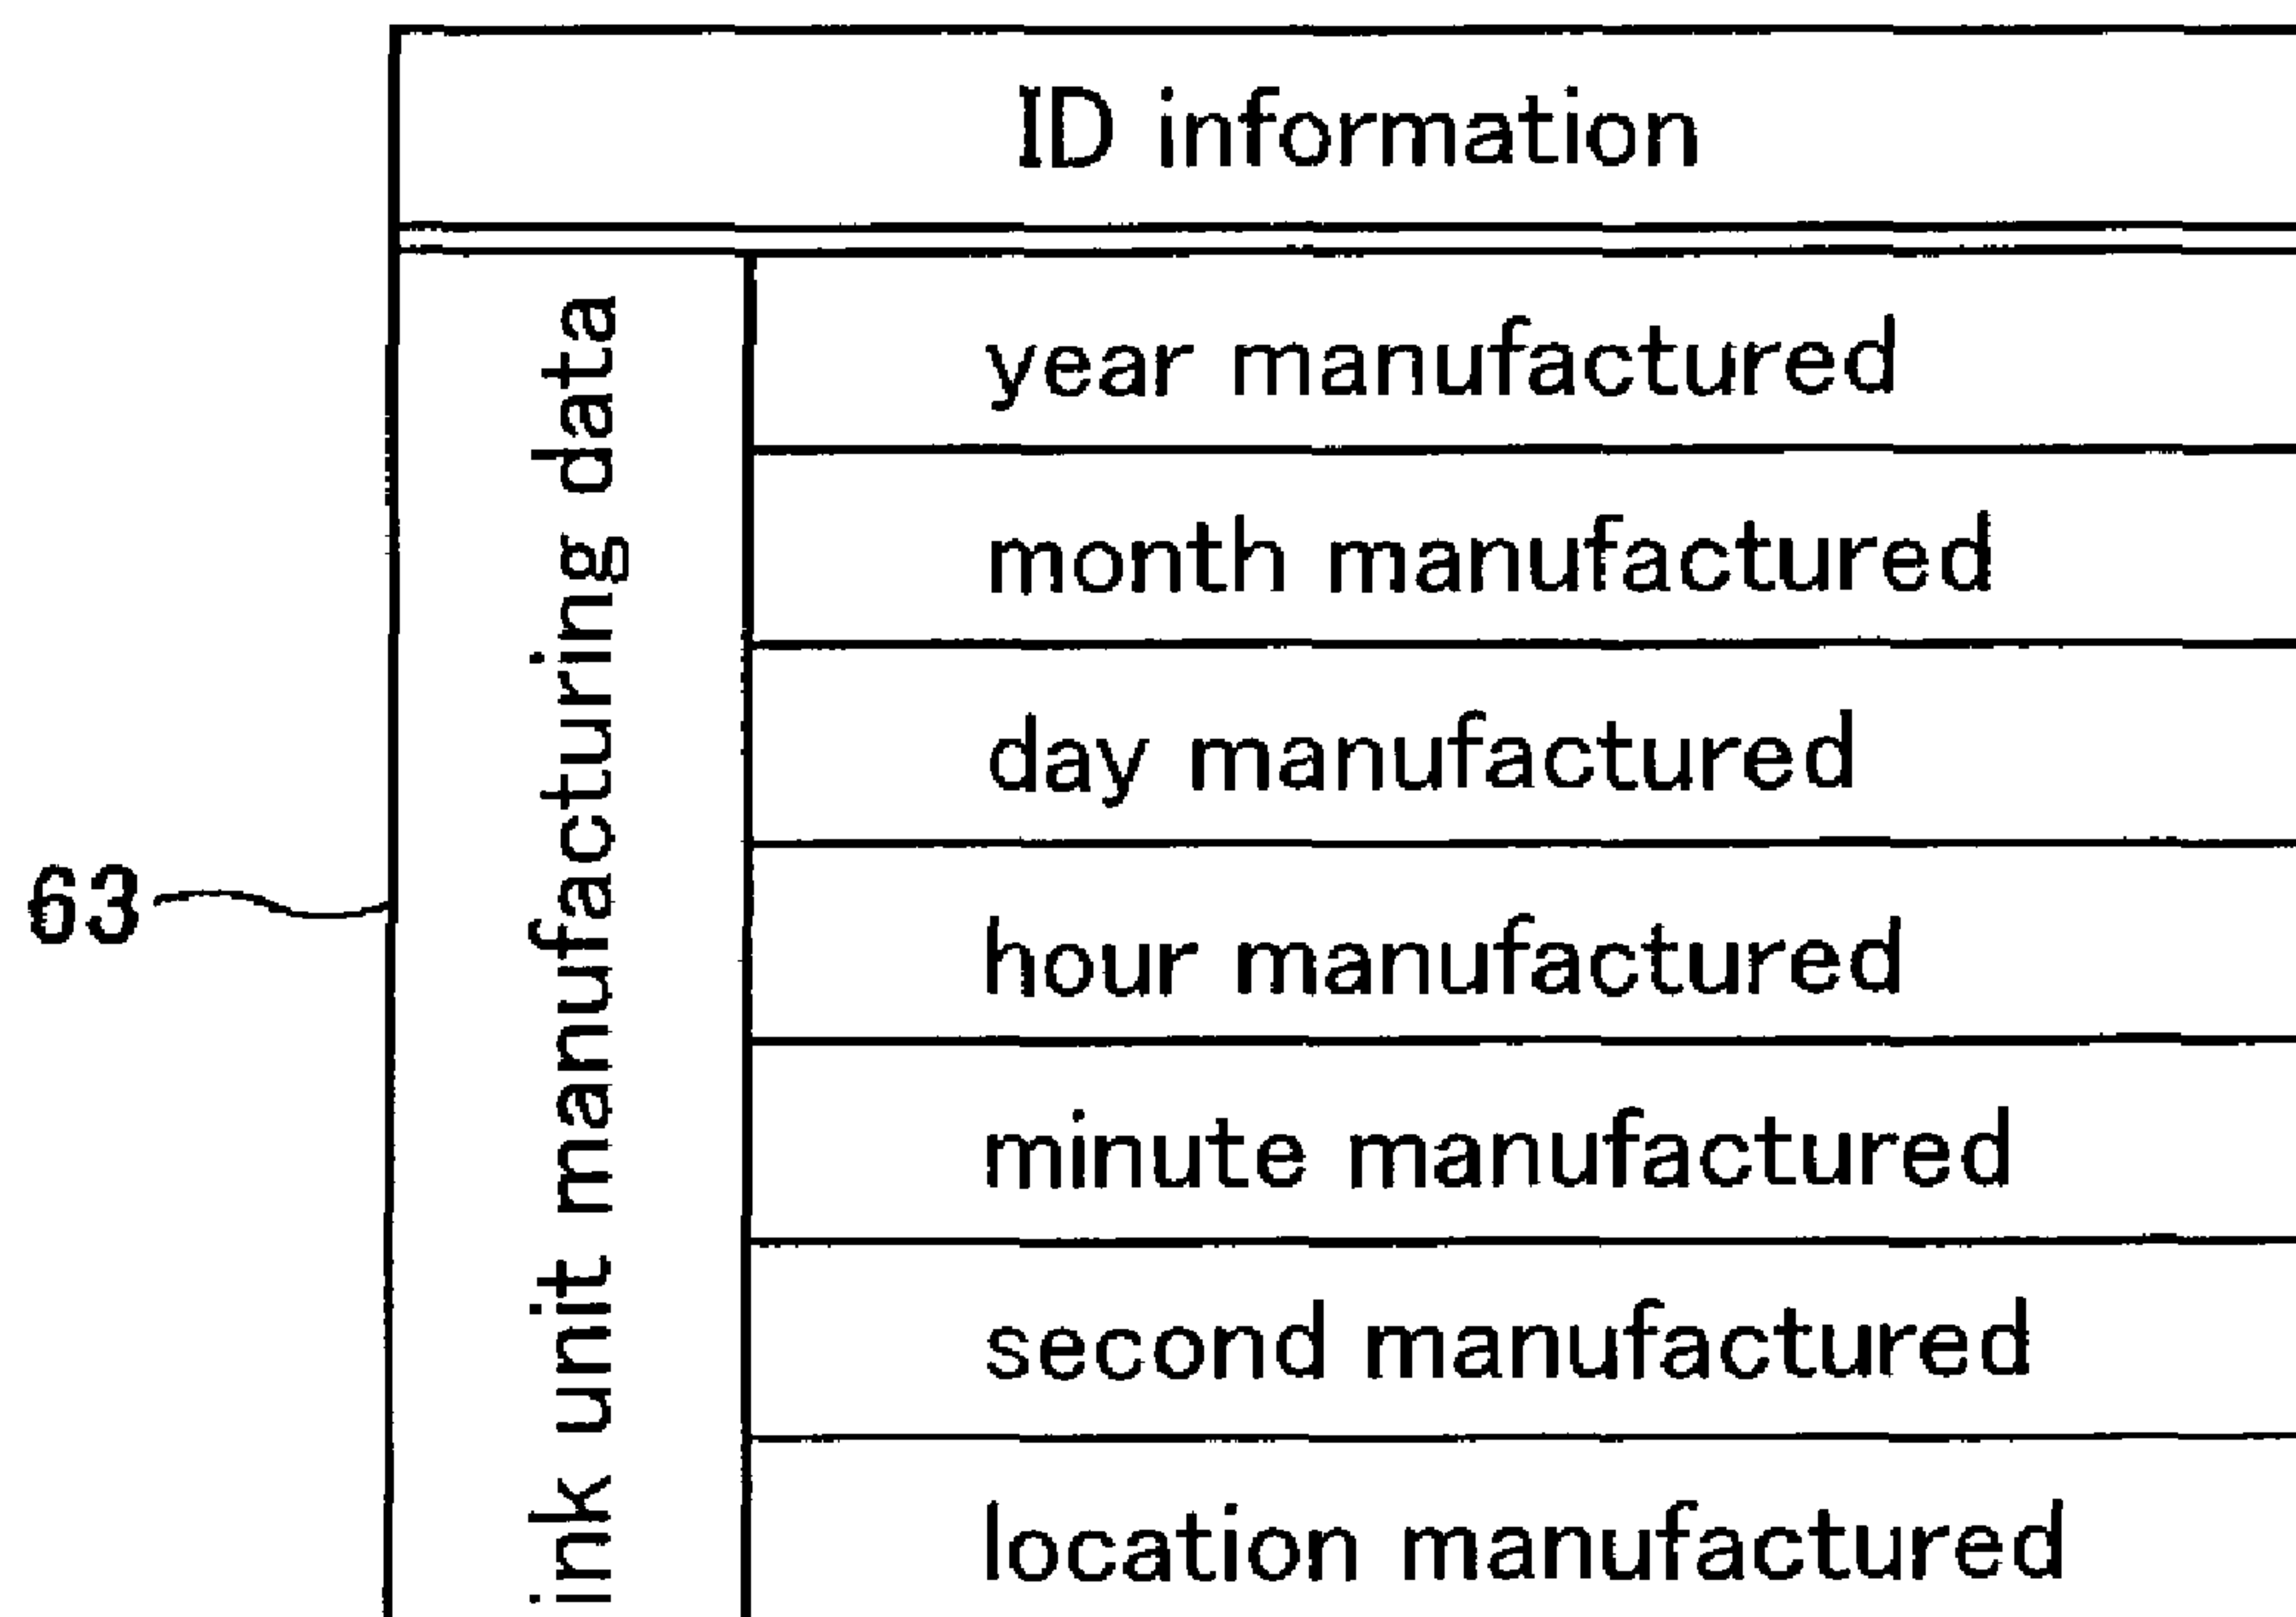 ID information
ink unit manufacturing data
year manufactured
month manufactured
day manufactured
63
hour manufactured
minute manufactured
second manufactured
location manufactured